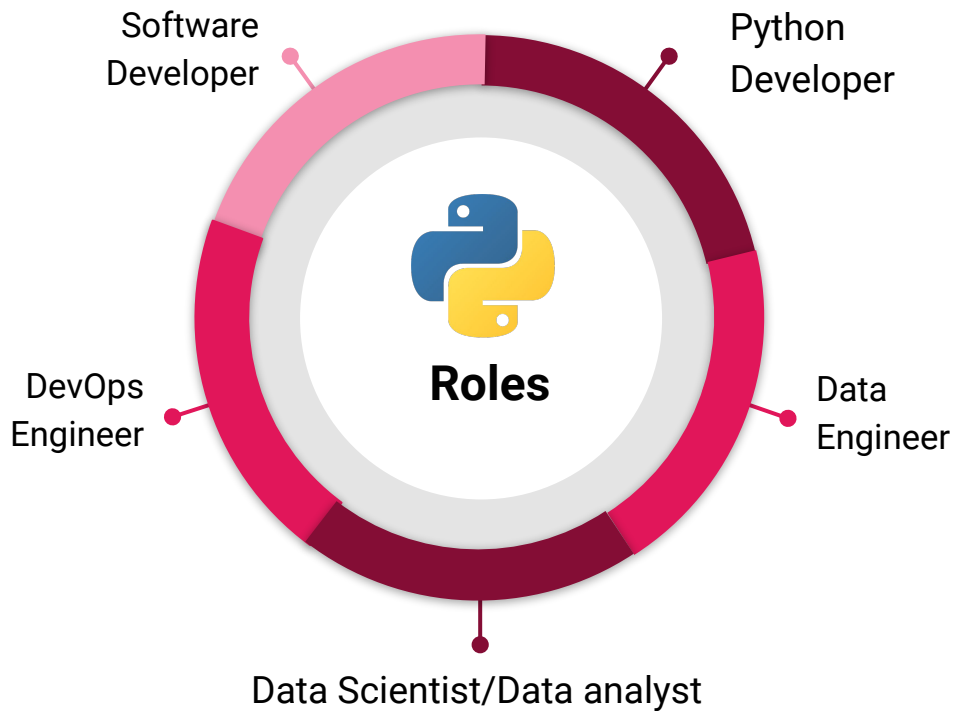 Software
Developer
Python
Developer
Roles
DevOps
Engineer
Data
Engineer
Data Scientist/Data analyst